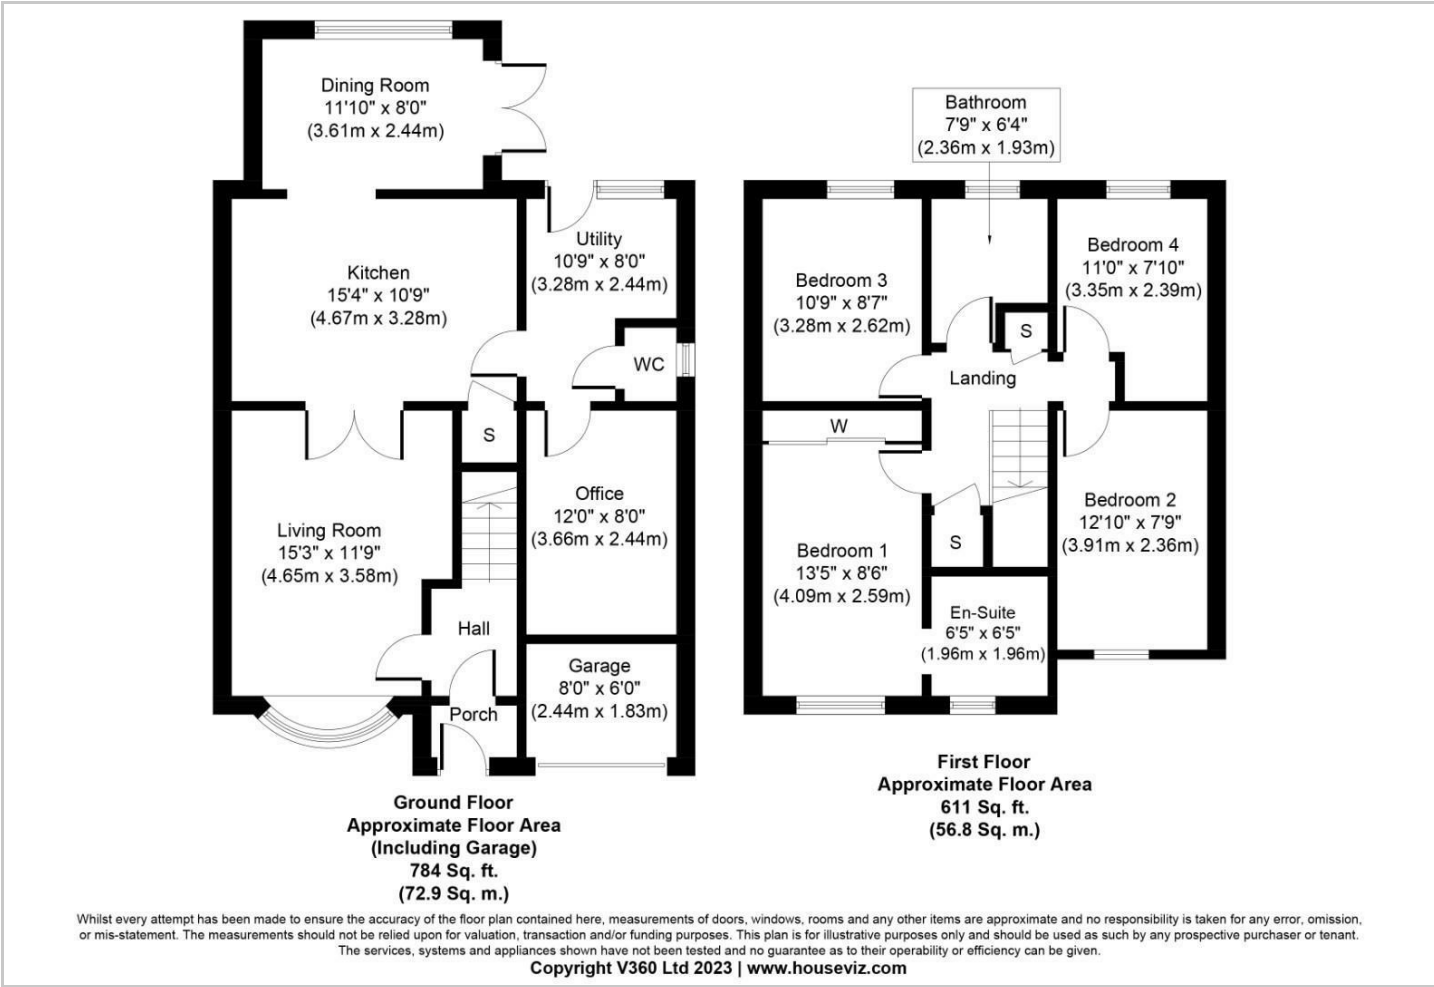 Dining Room
11'10" x 8'0"
(3.61m x 2.44m)
Utility
10'9" x 8'0"
(3.28m x 2.44m)
Kitchen
15'4" x 10'9"
(4.67m x 3.28m)
WC
S
Office
12'0" x 8'0"
(3.66m x 2.44m)
Living Room
15'3" x 11'9"
(4.65m x 3.58m)
Hall
Garage
8'0" x 6'0"
(2.44m x 1.83m)
Porch
Ground Floor
Approximate Floor Area
(Including Garage)
784 Sq. ft.
(72.9 Sq. m.)
Bathroom
7'9" x 6'4"
(2.36m x 1.93m)
Bedroom 3
10'9" x 8'7"
(3.28m x 2.62m)
Bedroom 4
11'0" x 7'10"
(3.35m x 2.39m)
S
Landing
W
Bedroom 1
13'5" x 8'6"
(4.09m x 2.59m)
S
Bedroom 2
12'10" x 7'9"
(3.91m x 2.36m)
En-Suite
6'5" x 6'5"
(1.96m x 1.96m)
First Floor
Approximate Floor Area
611 Sq. ft.
(56.8 Sq. m.)
Whilst every attempt has been made to ensure the accuracy of the floor plan contained here, measurements of doors, windows, rooms and any other items are approximate and no responsibility is taken for any error, omission,
or mis-statement. The measurements should not be relied upon for valuation, transaction and/or funding purposes. This plan is for illustrative purposes only and should be used as such by any prospective purchaser or tenant.
The services, systems and appliances shown have not been tested and no guarantee as to their operability or efficiency can be given.
Copyright V360 Ltd 2023 | www.houseviz.com